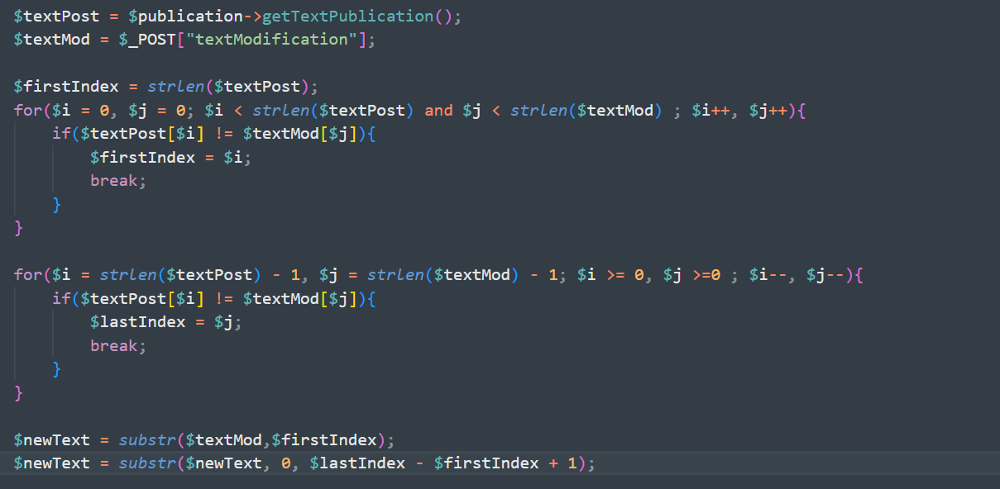 $textPost = $publication->getTextPublication();
$textMod = $_POST["textModification"];

$firstIndex = strlen($textPost);
for($i = 0, $j = 0; $i < strlen($textPost) and $j < strlen($textMod) ; $i++, $j++){
    if($textPost[$i] != $textMod[$j]){
        $firstIndex = $i;
        break;
    }
}

for($i = strlen($textPost) - 1, $j = strlen($textMod) - 1; $i >= 0, $j >=0 ; $i--, $j--){
    if($textPost[$i] != $textMod[$j]){
        $lastIndex = $j;
        break;
    }
}

$newText = substr($textMod,$firstIndex);
$newText = substr($newText, 0, $lastIndex - $firstIndex + 1);